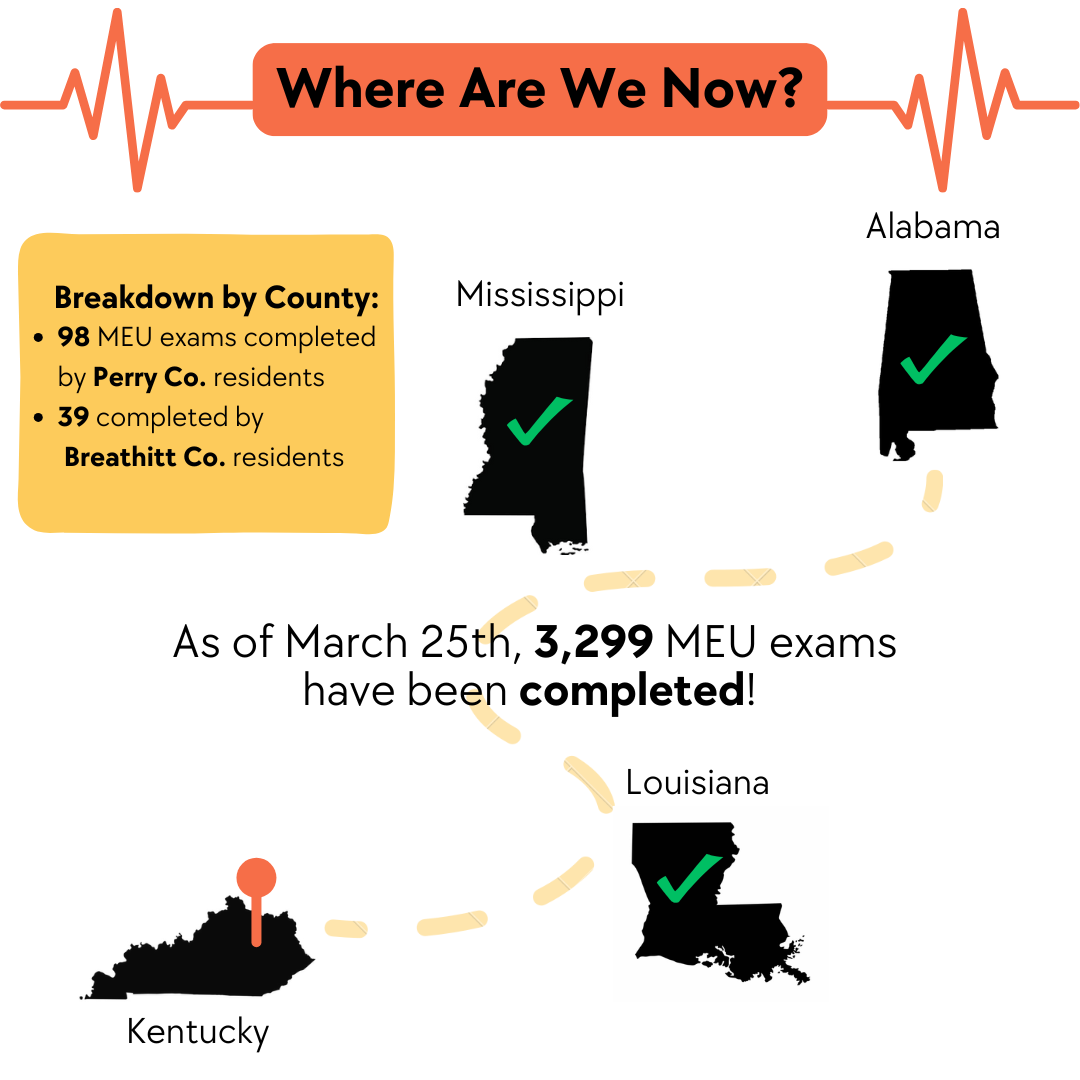 Where Are We Now?
Alabama
Mississippi
Breakdown by County:
• 98 MEU exams completed
by Perry Co. residents
• 39 completed by
Breathitt Co. residents
As of March 25th, 3,299 MEU exams
have been completed!
Louisiana
Kentucky